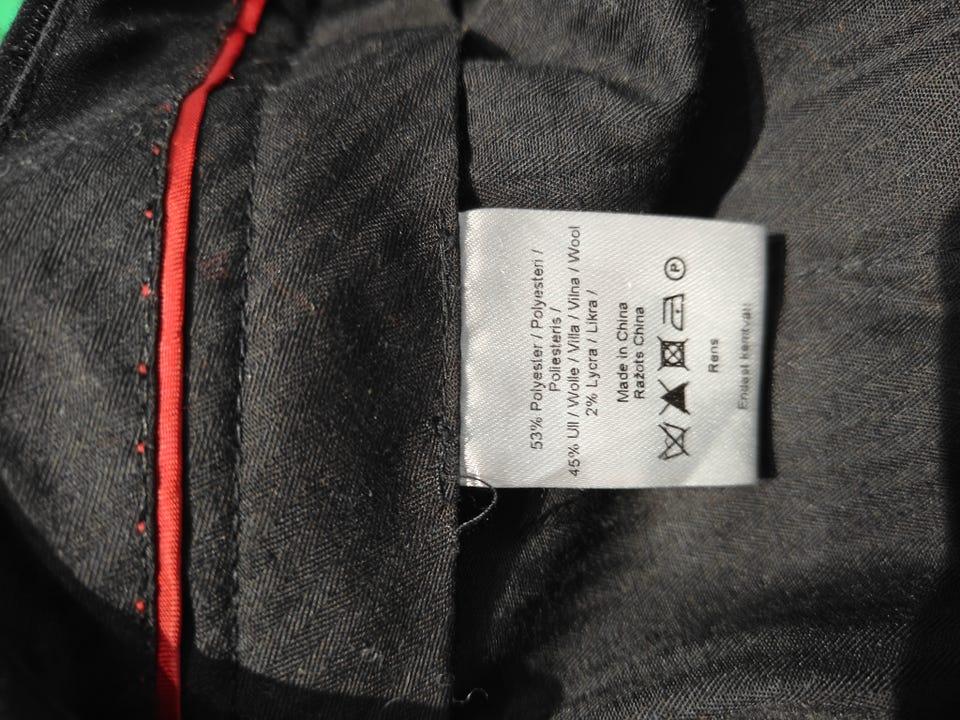 53% Polyester / Polyesteri /
Poliesteris /
45% Ull / Wolle / Villa / Vilna / Wool
2% Lycra / Likra /
Made in China
Ražots China
P
Rens
Endast kemtvätt